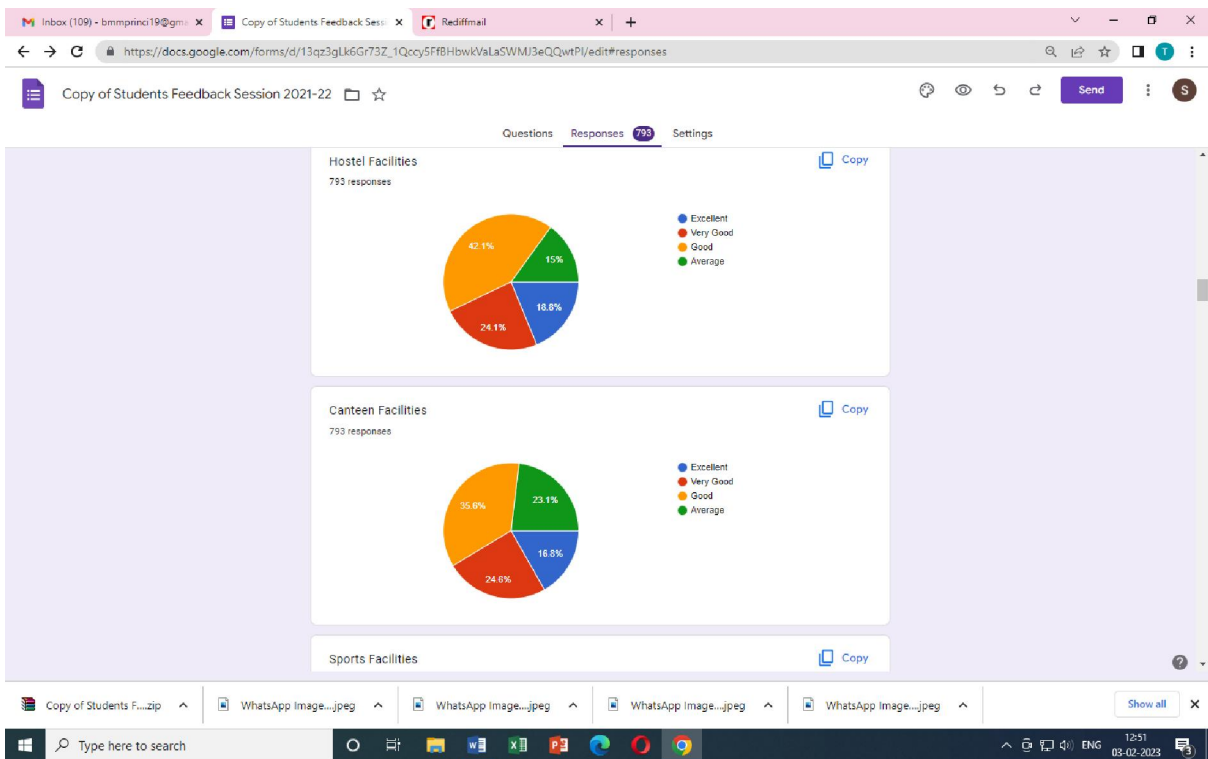 Inbox (109) - bmmprinci19@gma
Copy of Students Feedback Sessi
Rediffmail
https://docs.google.com/forms/d/13qz3gLk6Gr73Z_1Qccy5Ff8HbwkVaLaSWMJ3eQQwtPI/edit#responses
Copy of Students Feedback Session 2021-22
Send
S
T
Questions Responses 793 Settings
Hostel Facilities
Copy
793 responses
Excellent
Very Good
Good
Average
42.1%
15%
18.8%
24.1%
Canteen Facilities
Copy
793 responses
Excellent
Very Good
Good
Average
35.6%
23.1%
16.8%
24.6%
Sports Facilities
Copy
Copy of Students F....zip
WhatsApp Image...jpeg
WhatsApp Image...jpeg
WhatsApp Image...jpeg
WhatsApp Image...jpeg
Show all
Type here to search
ENG
12:51
03-02-2023